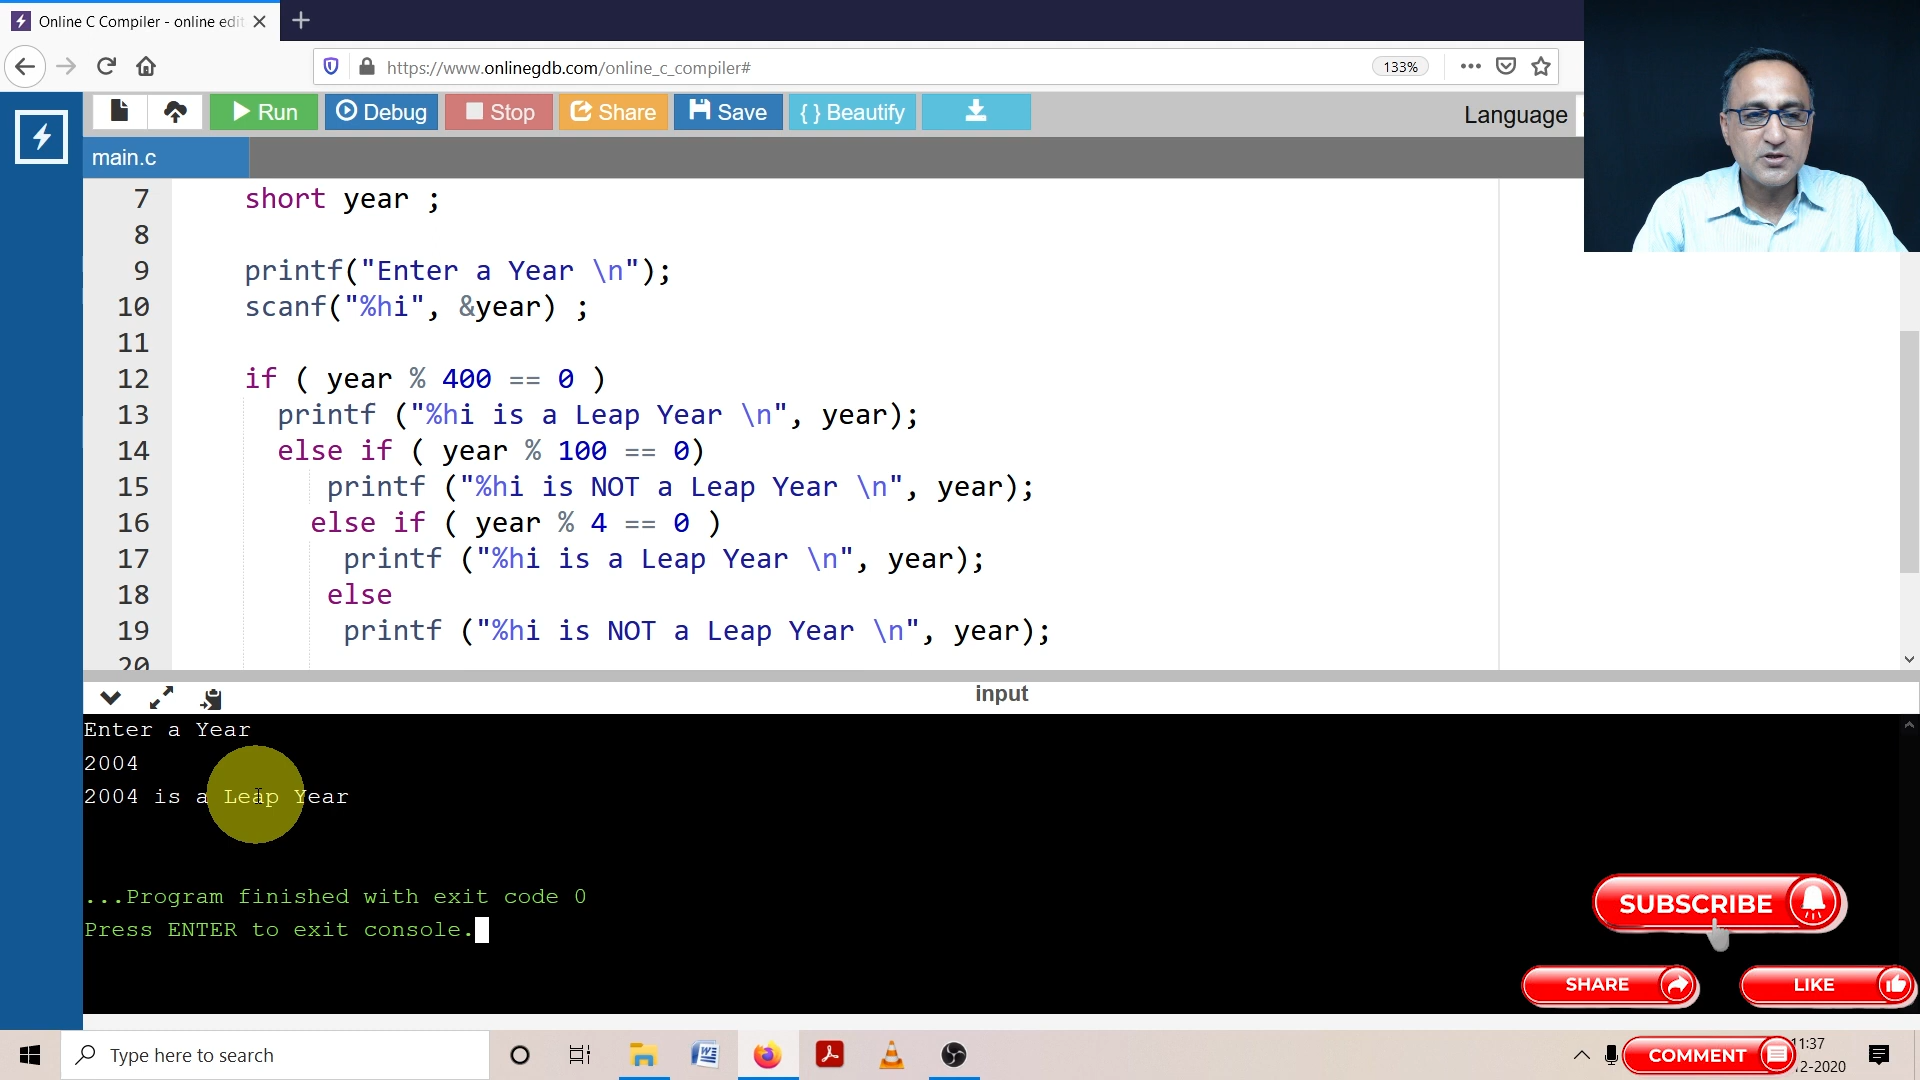 Online C Compiler - online edit
https://www.onlinegdb.com/online_c_compiler#
133%
Run Debug Stop Share Save { } Beautify
Language
main.c
7 short year ;
8
9 printf("Enter a Year \n");
10 scanf("%hi", &year) ;
11
12 if ( year % 400 == 0 )
13 printf ("%hi is a Leap Year \n", year);
14 else if ( year % 100 == 0)
15 printf ("%hi is NOT a Leap Year \n", year);
16 else if ( year % 4 == 0 )
17 printf ("%hi is a Leap Year \n", year);
18 else
19 printf ("%hi is NOT a Leap Year \n", year);
20
input
Enter a Year
2004
2004 is a Leap Year
...Program finished with exit code 0
Press ENTER to exit console.
SUBSCRIBE
SHARE
LIKE
Type here to search
COMMENT
11:37
12-2020